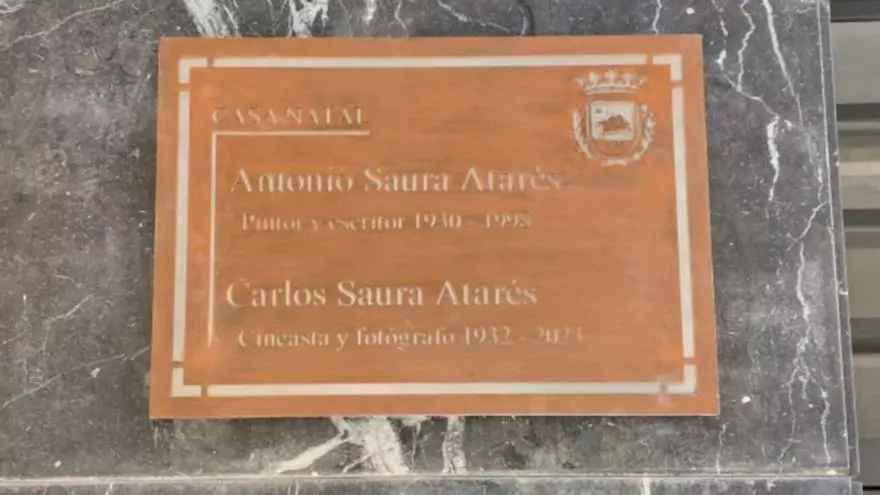 CASA NATAL
Antonio Saura Atarés
Pintor y escritor 1930 - 1998
Carlos Saura Atarés
Cineasta y fotógrafo 1932 - 2023